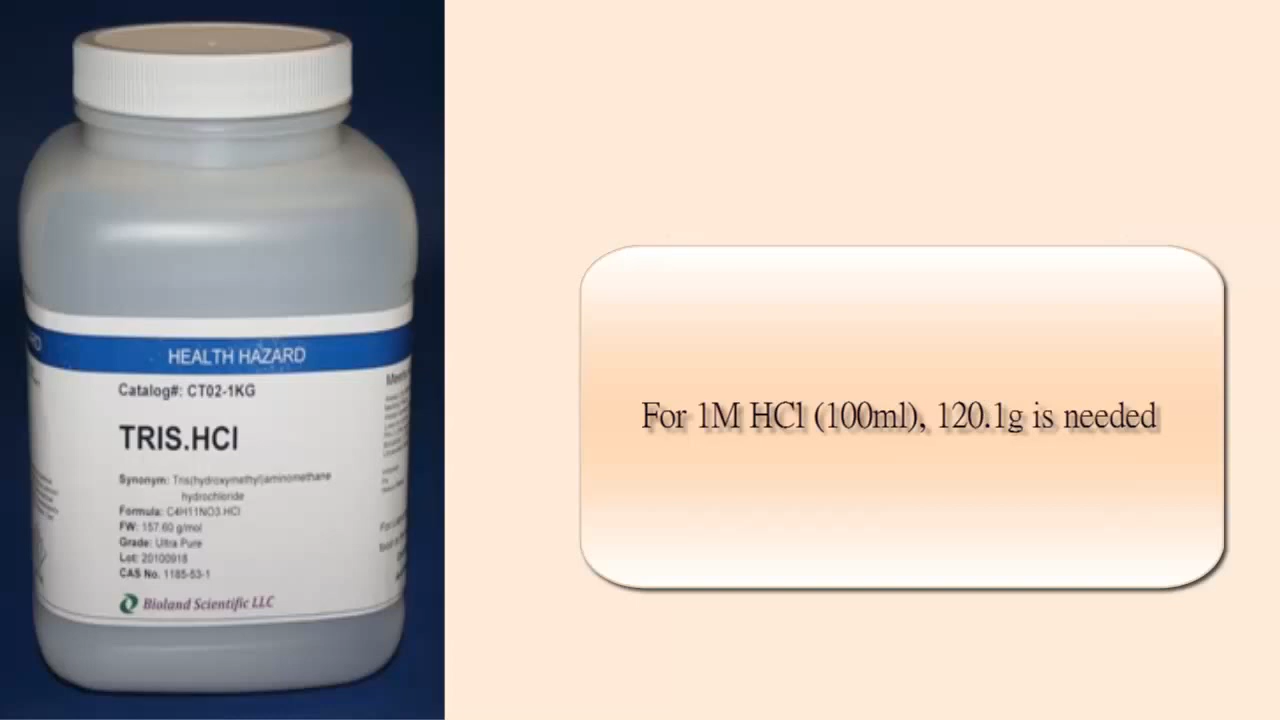 HEALTH HAZARD
Catalog#: CT02-1KG
TRIS.HCl
Synonym: Tris(hydroxymethyl)aminomethane
hydrochloride
Formula: C4H11NO3.HCl
FW: 157.60 g/mol
Grade: Ultra Pure
Lot: 20100918
CAS No. 1185-53-1
Bioland Scientific LLC
For 1M HCl (100ml), 120.1g is needed